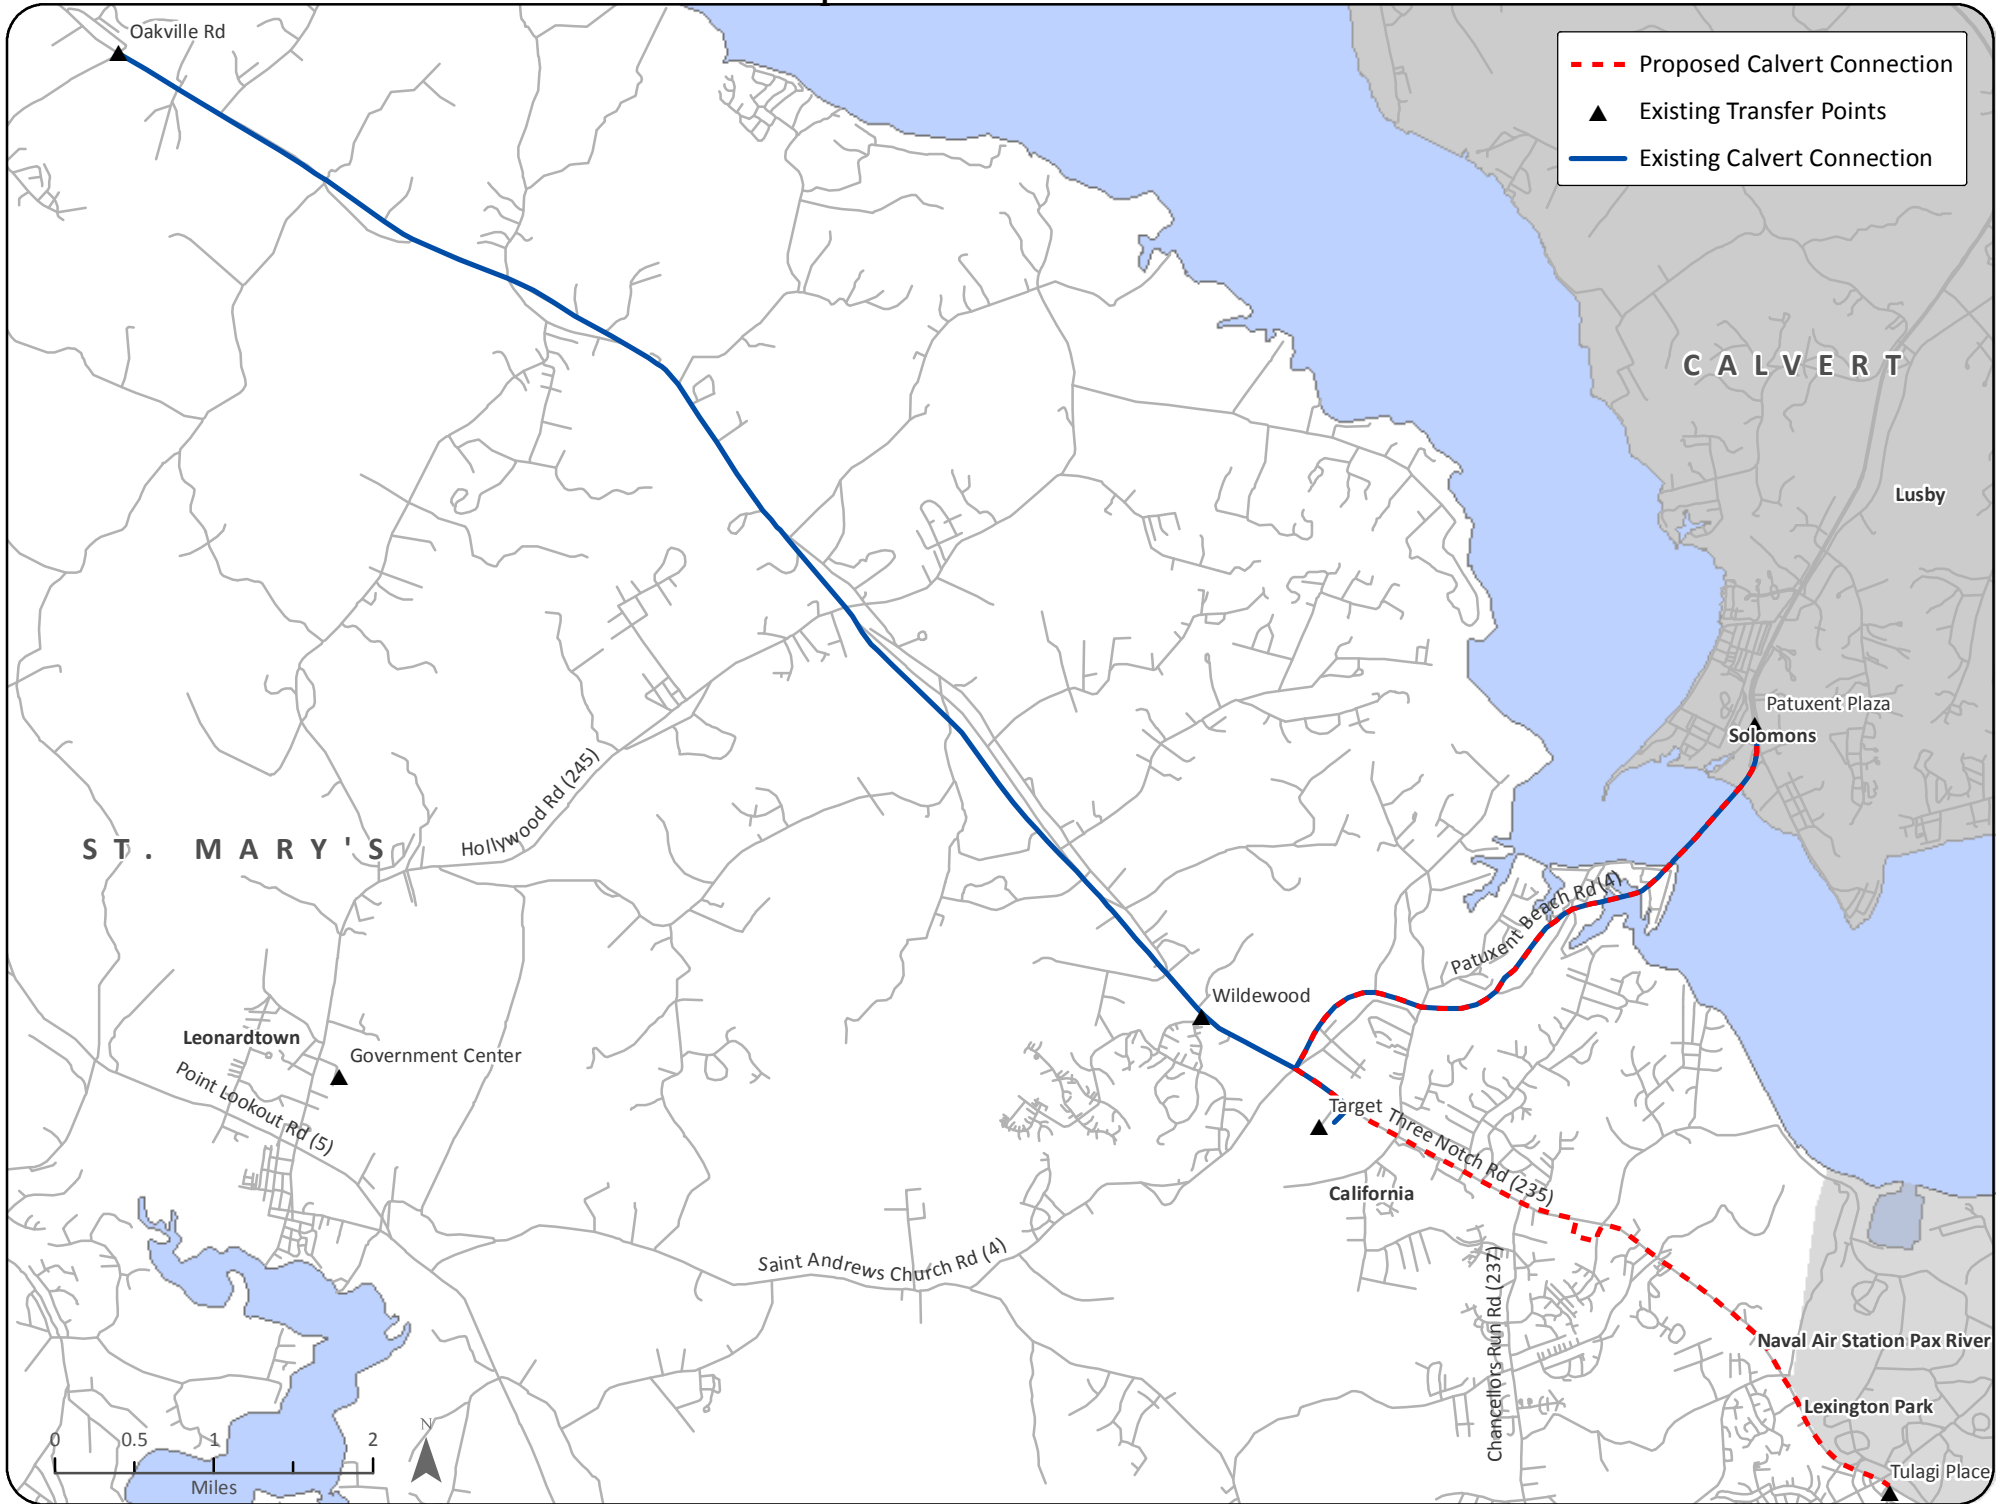 Oakville Rd
Proposed Calvert Connection
Existing Transfer Points
Existing Calvert Connection
CALVERT
Lusby
Patuxent Plaza
Solomons
Hollywood Rd (245)
ST. MARY'S
Patuxent Beach Rd (4)
Wildewood
Leonardtown
Government Center
Point Lookout Rd (5)
Target
Three Notch Rd (235)
California
Saint Andrews Church Rd (4)
Chancellors Run Rd (237)
Naval Air Station Pax River
Lexington Park
Tulagi Place
N
0 0.5 1 2
Miles